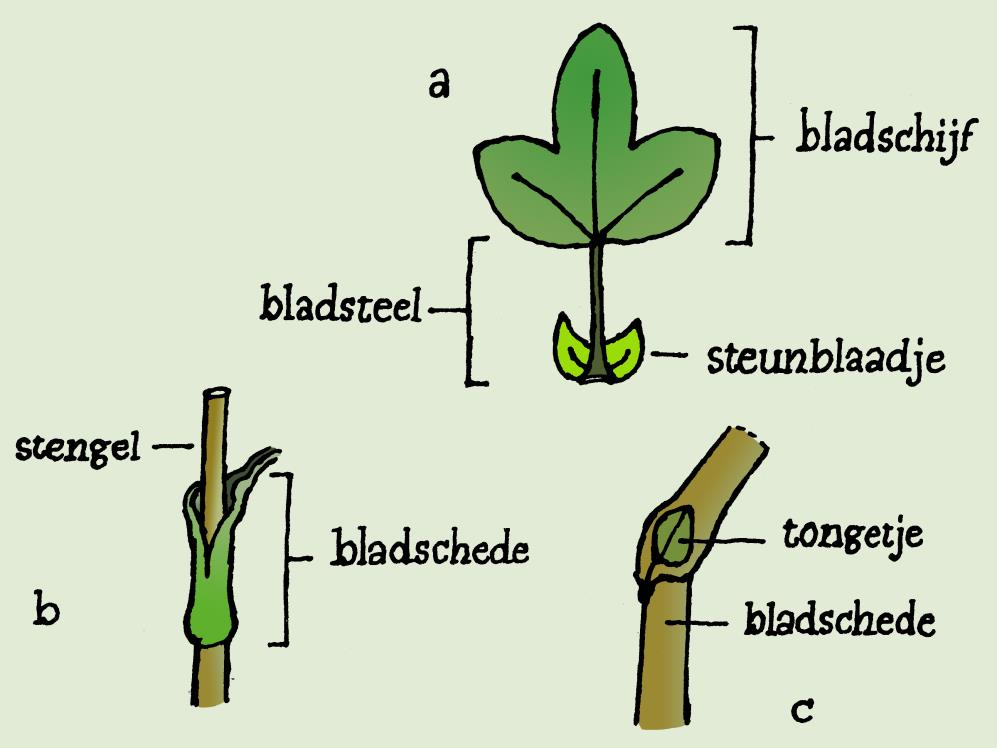 a
bladschijf
bladsteel
steunblaadje
stengel
bladschede
b
tongetje
bladschede
c